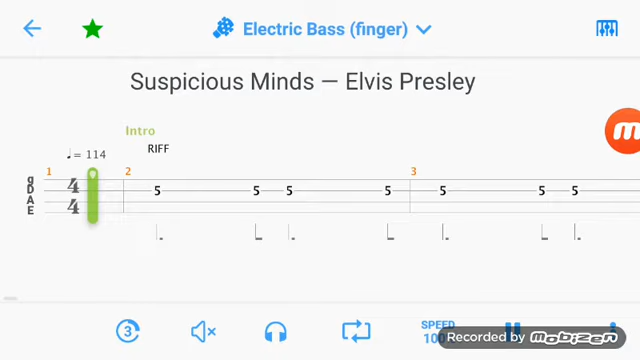 Electric Bass (finger)
Suspicious Minds — Elvis Presley
Intro
♩= 114
RIFF
1 2 3
g
D 5 5 5 5 5 5 5
A
E
4
4
3
SPEED
100
Recorded by mobizen